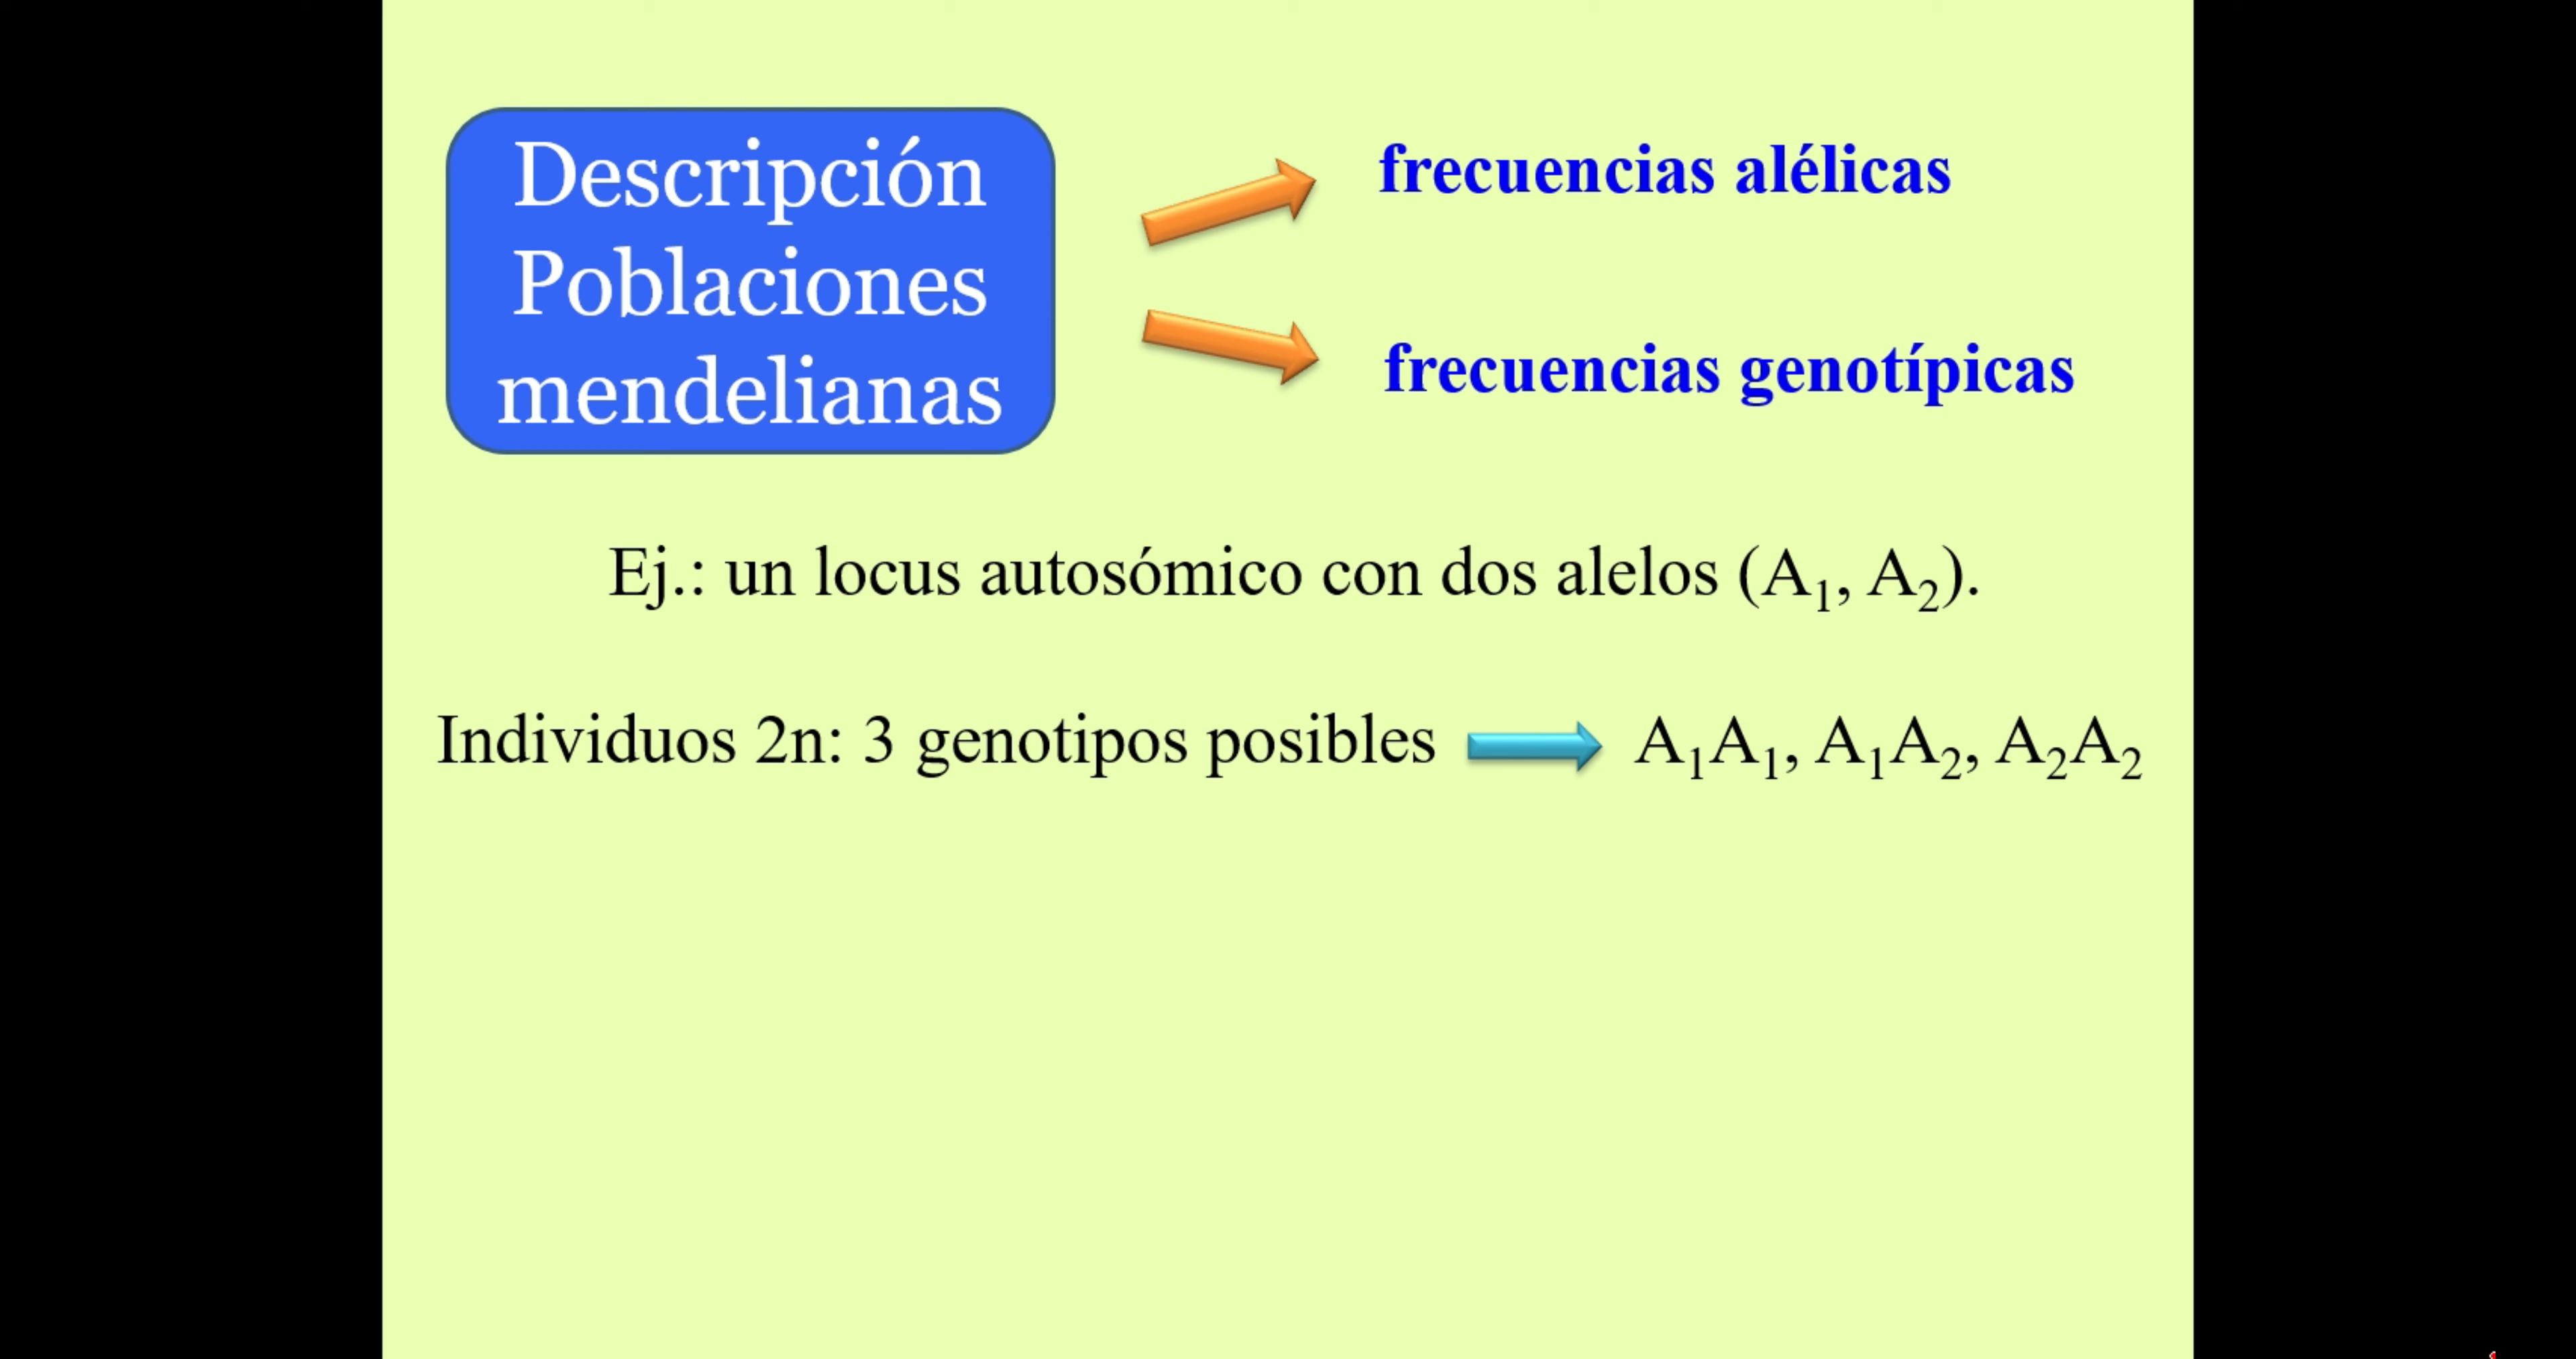 Descripción
Poblaciones
mendelianas
frecuencias alélicas
frecuencias genotípicas
Ej.: un locus autosómico con dos alelos (A₁, A₂).
Individuos 2n: 3 genotipos posibles A₁A₁, A₁A₂, A₂A₂